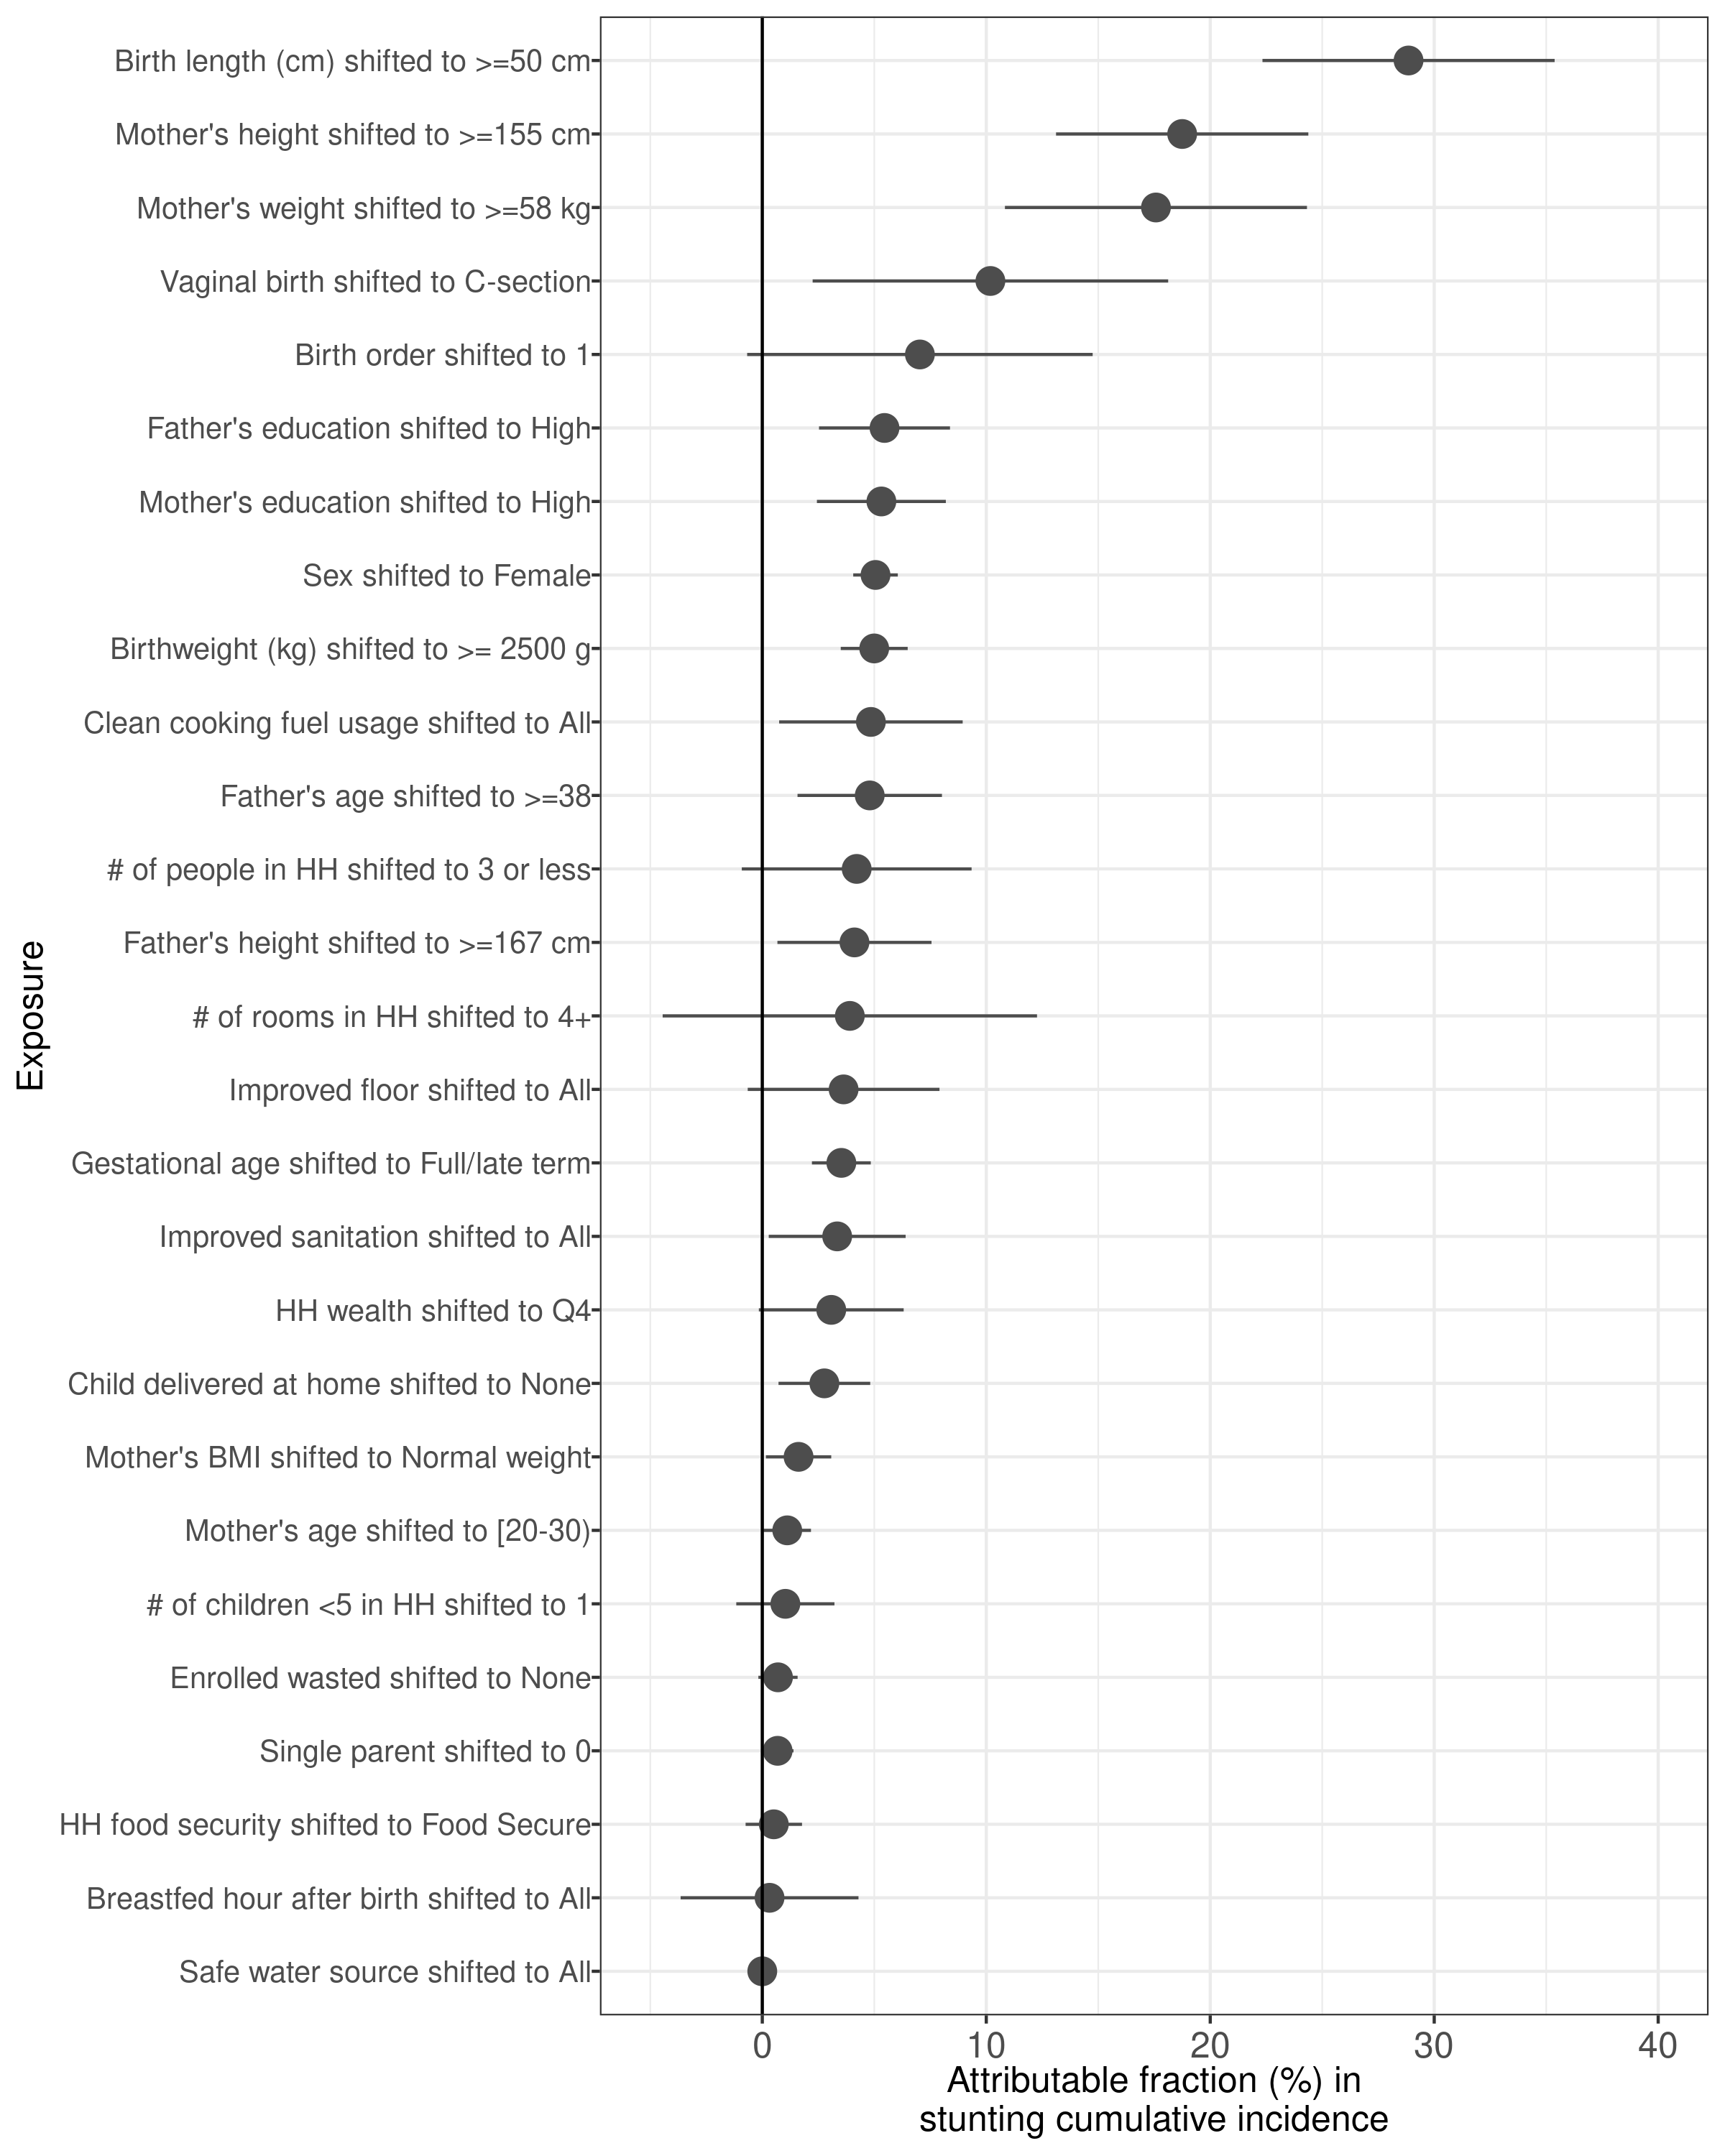 Birth length (cm) shifted to >=50 cm
Mother's height shifted to >=155 cm
Mother's weight shifted to >=58 kg
Vaginal birth shifted to C-section
Birth order shifted to 1
Father's education shifted to High
Mother's education shifted to High
Sex shifted to Female
Birthweight (kg) shifted to >= 2500 g
Clean cooking fuel usage shifted to All
Father's age shifted to >=38
# of people in HH shifted to 3 or less
Father's height shifted to >=167 cm
# of rooms in HH shifted to 4+
Improved floor shifted to All
Gestational age shifted to Full/late term
Improved sanitation shifted to All
HH wealth shifted to Q4
Child delivered at home shifted to None
Mother's BMI shifted to Normal weight
Mother's age shifted to [20-30)
# of children <5 in HH shifted to 1
Enrolled wasted shifted to None
Single parent shifted to 0
HH food security shifted to Food Secure
Breastfed hour after birth shifted to All
Safe water source shifted to All
Exposure
0 10 20 30 40
Attributable fraction (%) in
stunting cumulative incidence